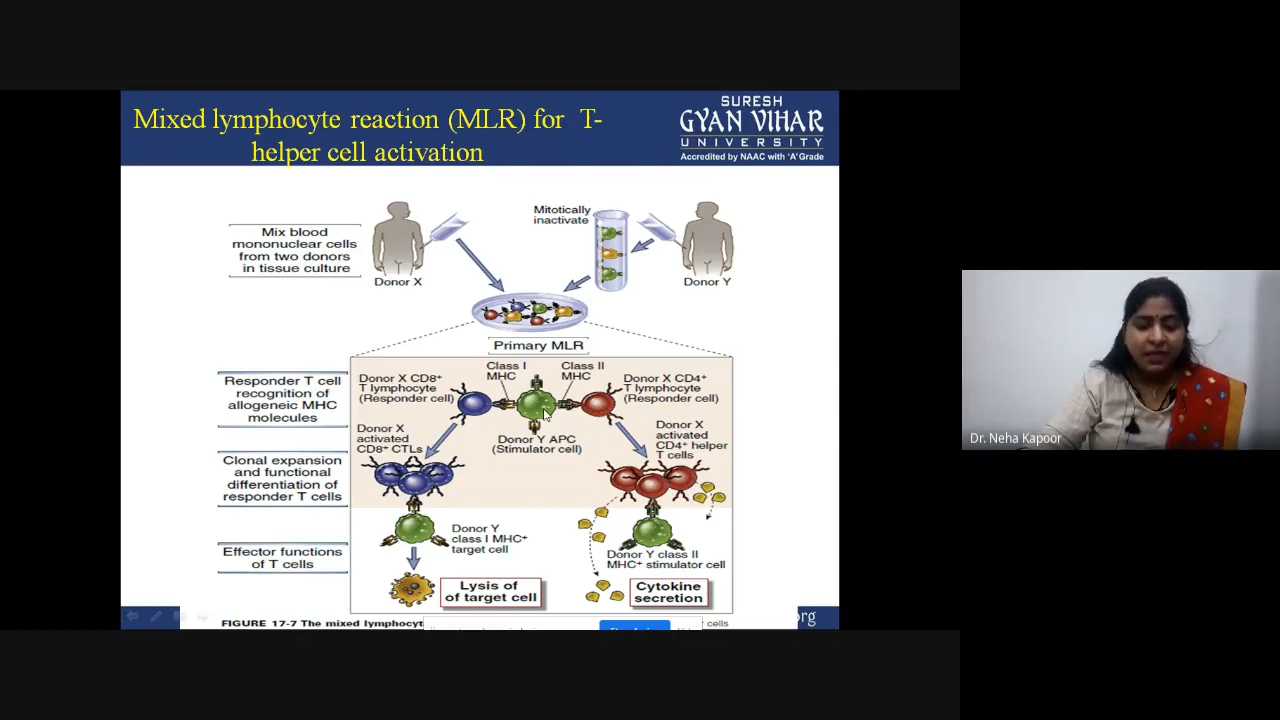 Mixed lymphocyte reaction (MLR) for T-
helper cell activation
SURESH
GYAN VIHAR
UNIVERSITY
Accredited by NAAC with 'A' Grade
Mix blood
mononuclear cells
from two donors
in tissue culture
Donor X
Mitotically
inactivate
Donor Y
Primary MLR
Responder T cell
recognition of
allogeneic MHC
molecules
Donor X CD8+
T lymphocyte
(Responder cell)
Class I
MHC
Class II
MHC
Donor X CD4+
T lymphocyte
(Responder cell)
Donor Y APC
(Stimulator cell)
Donor X
activated
CD8+ CTLs
Donor X
activated
CD4+ helper
T cells
Clonal expansion
and functional
differentiation of
responder T cells
Donor Y
class I MHC+
target cell
Donor Y class II
MHC+ stimulator cell
Effector functions
of T cells
Lysis of
of target cell
Cytokine
secretion
FIGURE 17-7 The mixed lymphocyt
cells
org
Dr. Neha Kapoor